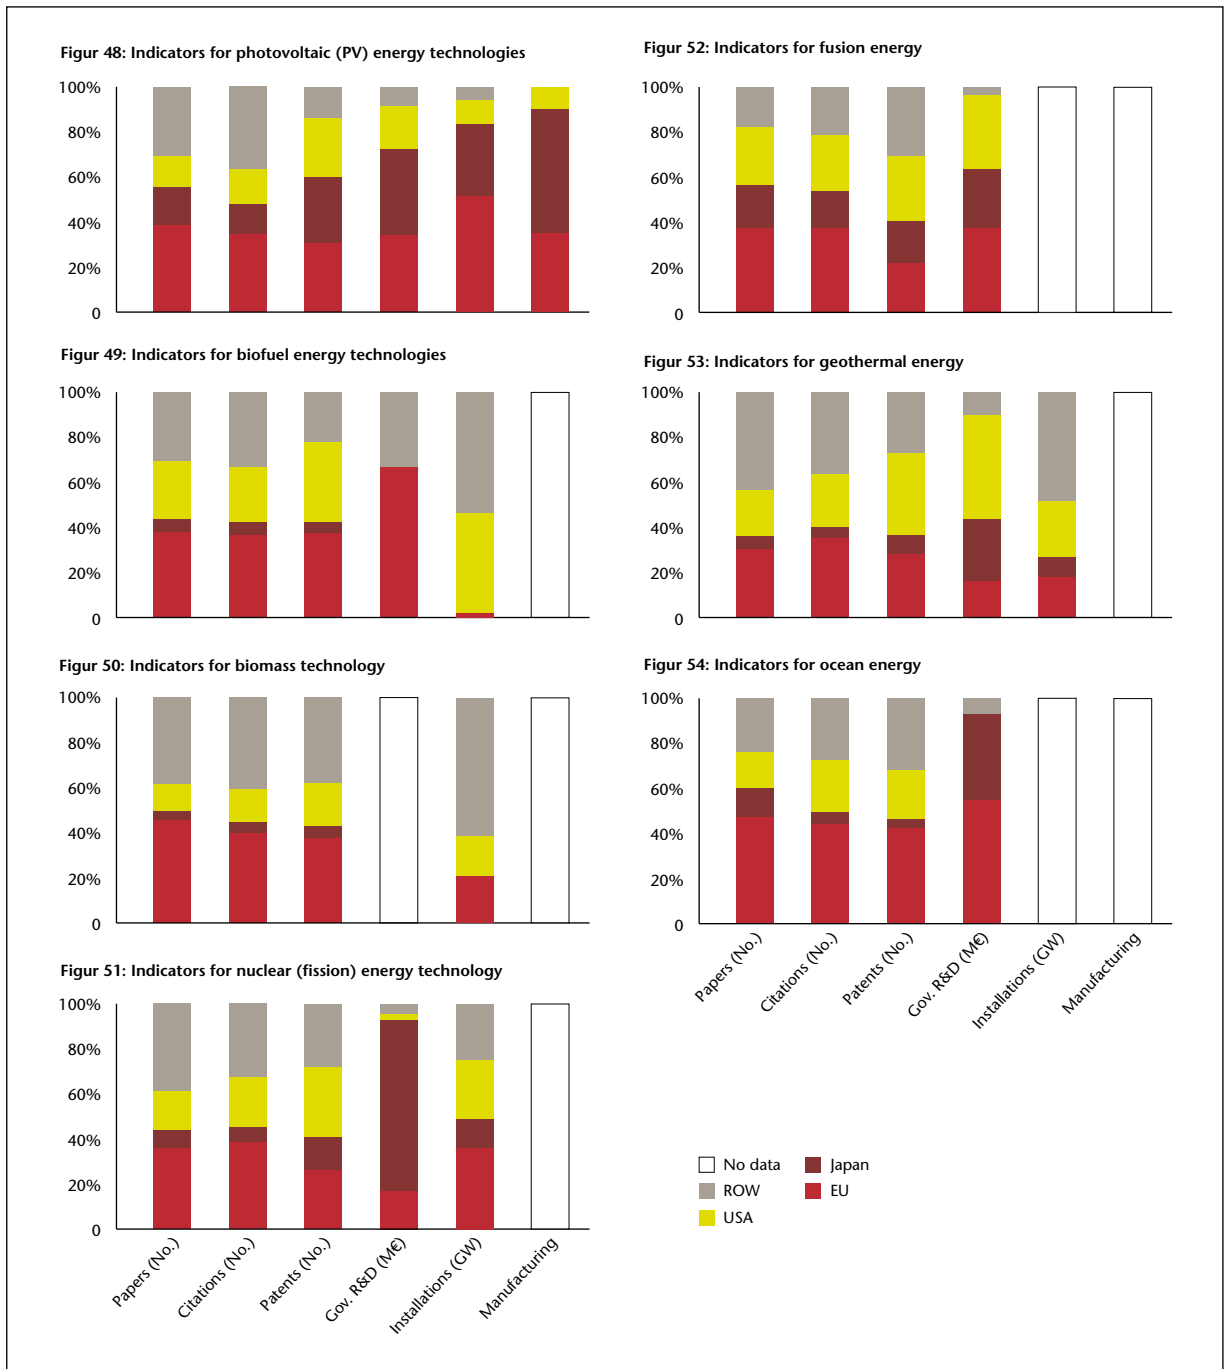 Figur 48: Indicators for photovoltaic (PV) energy technologies
100%
80%
60%
40%
20%
0
Figur 49: Indicators for biofuel energy technologies
100%
80%
60%
40%
20%
0
Figur 50: Indicators for biomass technology
100%
80%
60%
40%
20%
0
Figur 51: Indicators for nuclear (fission) energy technology
100%
80%
60%
40%
20%
0
Papers (No.)
Citations (No.)
Patents (No.)
Gov. R&D (M€)
Installations (GW)
Manufacturing
Figur 52: Indicators for fusion energy
100%
80%
60%
40%
20%
0
Figur 53: Indicators for geothermal energy
100%
80%
60%
40%
20%
0
Figur 54: Indicators for ocean energy
100%
80%
60%
40%
20%
0
Papers (No.)
Citations (No.)
Patents (No.)
Gov. R&D (M€)
Installations (GW)
Manufacturing
No data
Japan
ROW
EU
USA